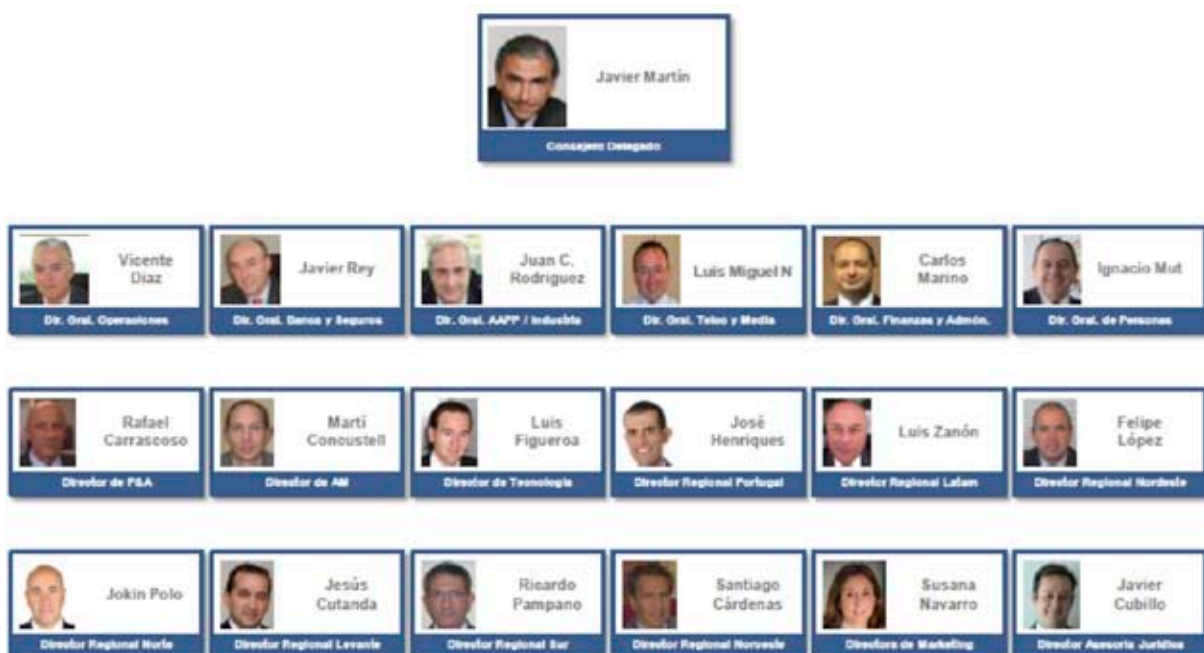 Javier Martín
Consejero Delegado
Vicente
Díaz
Dir. Gral. Operaciones
Javier Rey
Dir. Gral. Banca y Seguros
Juan C.
Rodríguez
Dir. Gral. AAPP / Industria
Luis Miguel N
Dir. Gral. Telco y Media
Carlos
Marino
Dir. Gral. Finanzas y Admón.
Ignacio Mut
Dir. Gral. de Personas
Rafael
Carrascoso
Director de P&A
Martí
Concustell
Director de AM
Luis
Figueroa
Director de Tecnología
José
Henriques
Director Regional Portugal
Luis Zanón
Director Regional Latam
Felipe
López
Director Regional Nordeste
Jokin Polo
Director Regional Norte
Jesús
Cutanda
Director Regional Levante
Ricardo
Pampano
Director Regional Sur
Santiago
Cárdenas
Director Regional Noroeste
Susana
Navarro
Directora de Marketing
Javier
Cubillo
Director Asesoría Jurídica